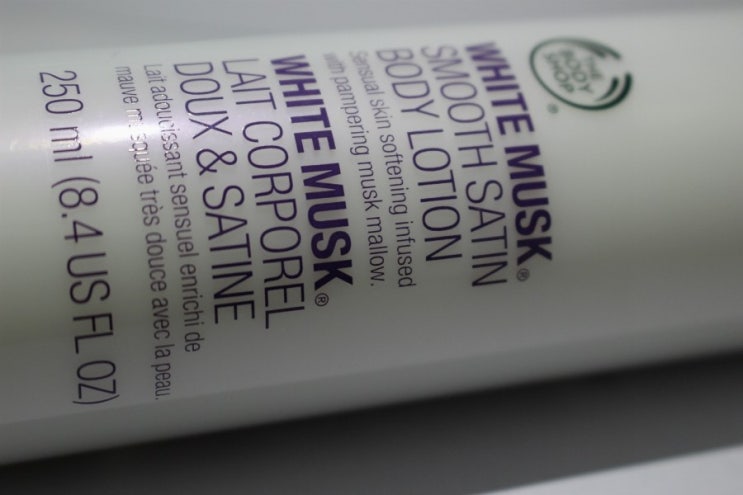 THE
BODY
SHOP
®
WHITE MUSK®
SMOOTH SATIN
BODY LOTION
Sensual skin softening infused
with pampering musk mallow.
WHITE MUSK®
LAIT CORPOREL
DOUX & SATINE
Lait adoucissant sensuel enrichi de
mauve musquée très douce avec la peau.
250 ml (8.4 US FL OZ)